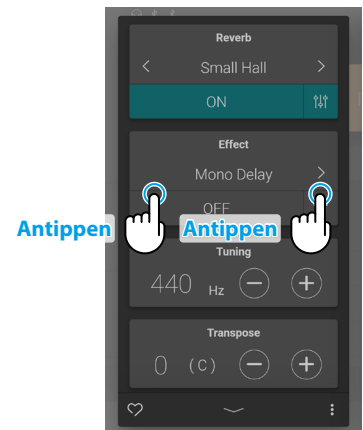 Reverb
Small Hall
ON
Effect
Mono Delay
OFF
Antippen Antippen
Tuning
440 Hz
Transpose
0 (C)